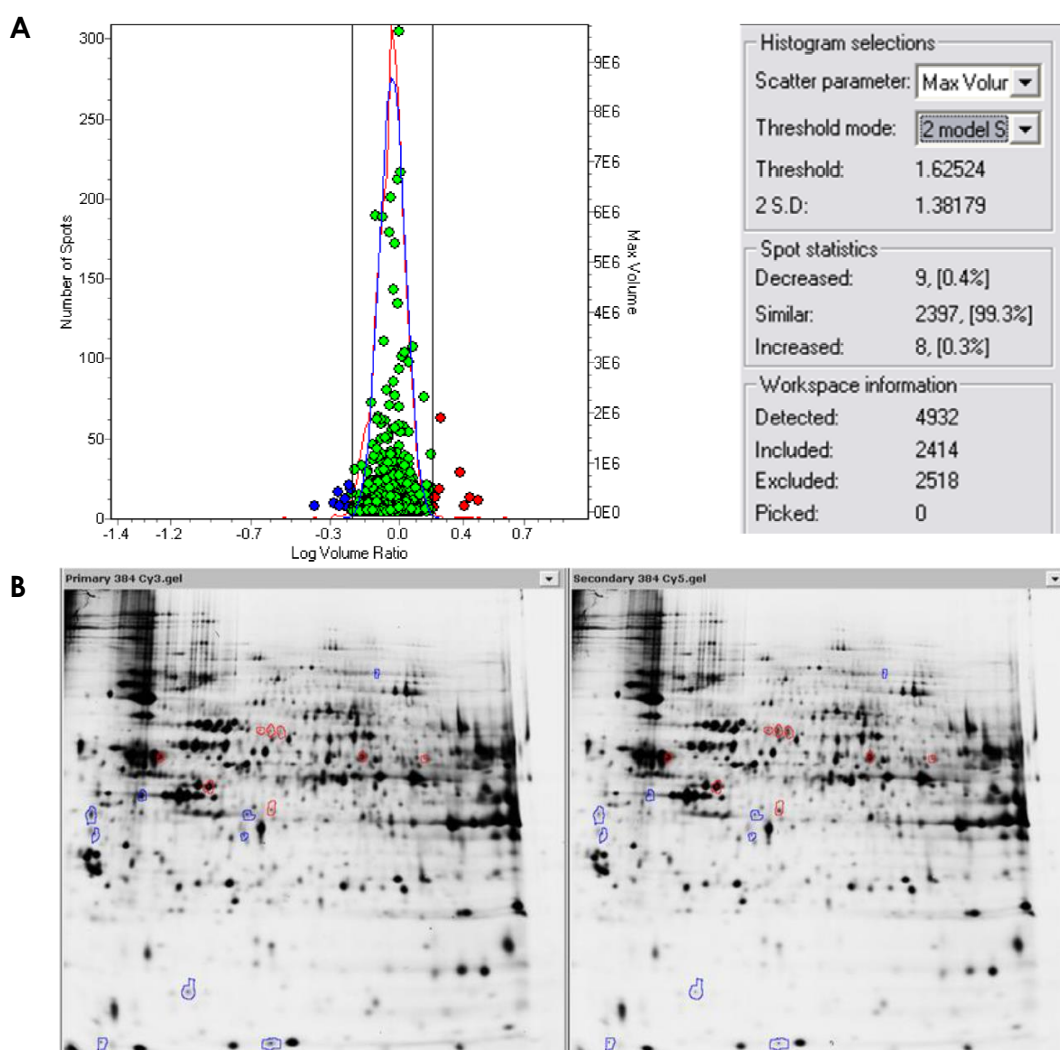 A
Number of Spots
300
250
200
150
100
50
0
9E6
8E6
7E6
6E6
5E6
4E6
3E6
2E6
1E6
0E0
Max Volume
-1.4 -1.2 -0.7 -0.3 0.0 0.4 0.7
Log Volume Ratio
Histogram selections
Scatter parameter: Max Volur
Threshold mode: 2 model S
Threshold: 1.62524
2 S.D: 1.38179
Spot statistics
Decreased: 9, [0.4%]
Similar: 2397, [99.3%]
Increased: 8, [0.3%]
Workspace information
Detected: 4932
Included: 2414
Excluded: 2518
Picked: 0
B
Primary 384 Cy3.gel
Secondary 384 Cy5.gel